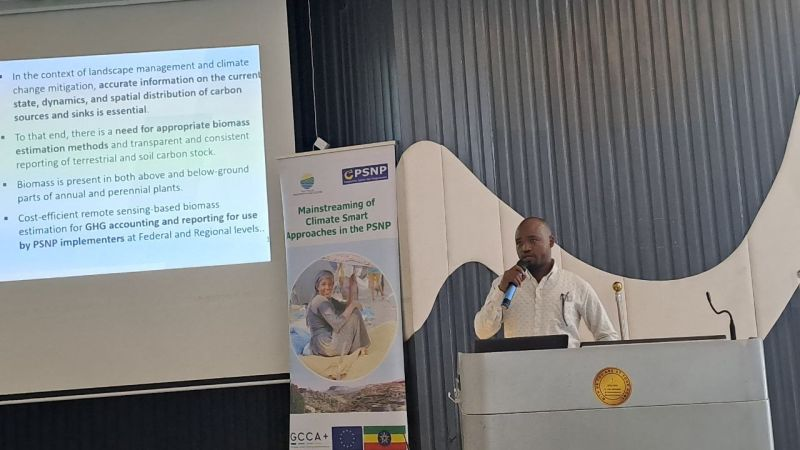 In the context of landscape management and climate
change mitigation, accurate information on the current
state, dynamics, and spatial distribution of carbon
sources and sinks is essential.
To that end, there is a need for appropriate biomass
estimation methods and transparent and consistent
reporting of terrestrial and soil carbon stock.
Biomass is present in both above and below-ground
parts of annual and perennial plants.
Cost-efficient remote sensing-based biomass
estimation for GHG accounting and reporting for use
by PSNP implementers at Federal and Regional levels..
PSNP
Mainstreaming of
Climate Smart
Approaches in the PSNP
GCCA+